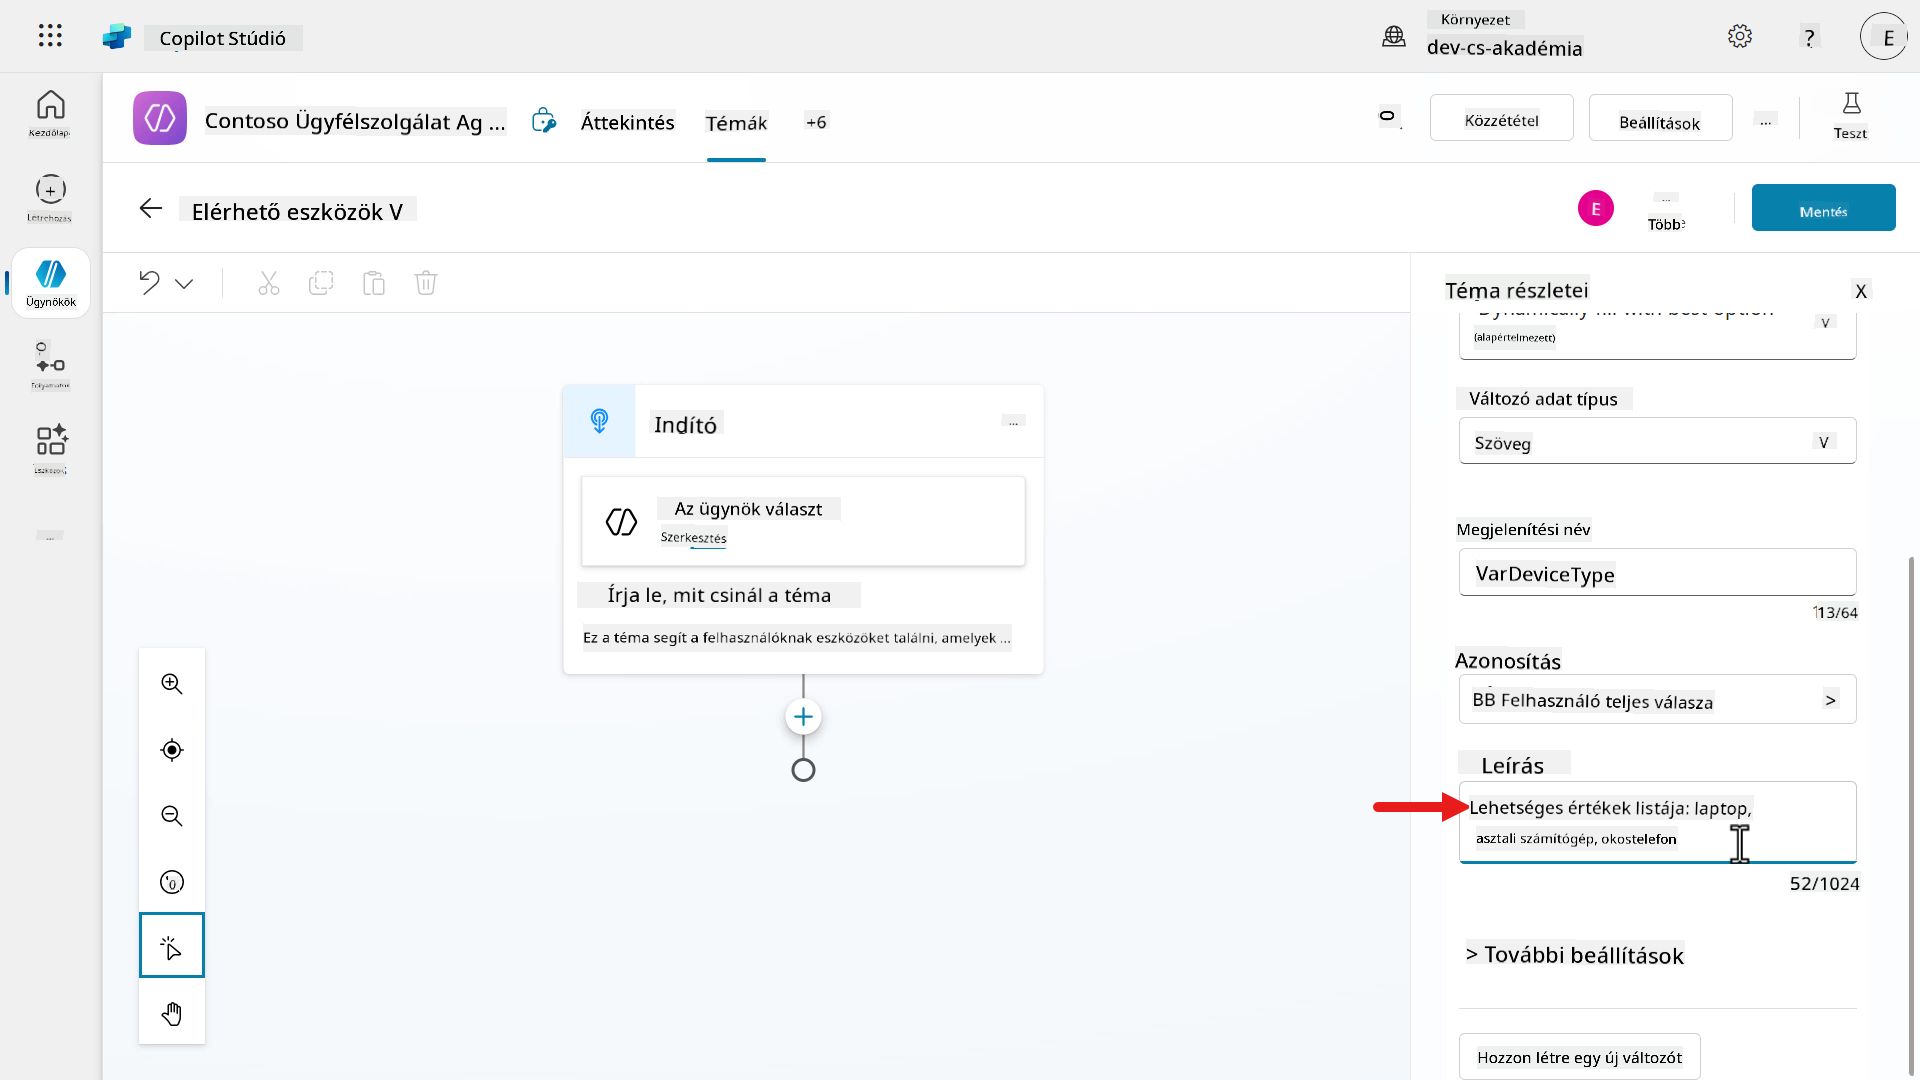 Copilot Stúdió
Környezet
dev-cs-akadémia
?
E
Kezdőlap
Létrehozás
Ügynökök
Folyamatok
Contoso Ügyfélszolgálat Ag ...
Áttekintés
Témák
+6
Közzététel
Beállítások
...
Teszt
Elérhető eszközök V
E
...
Több
Mentés
Indító
...
Az ügynök választ
Szerkesztés
Írja le, mit csinál a téma
Ez a téma segít a felhasználóknak eszközöket találni, amelyek ...
Téma részletei
X
(alapértelmezett)
V
Változó adat típus
Szöveg
V
Megjelenítési név
VarDeviceType
13/64
Azonosítás
BB Felhasználó teljes válasza
>
Leírás
Lehetséges értékek listája: laptop,
asztali számítógép, okostelefon
52/1024
> További beállítások
Hozzon létre egy új változót